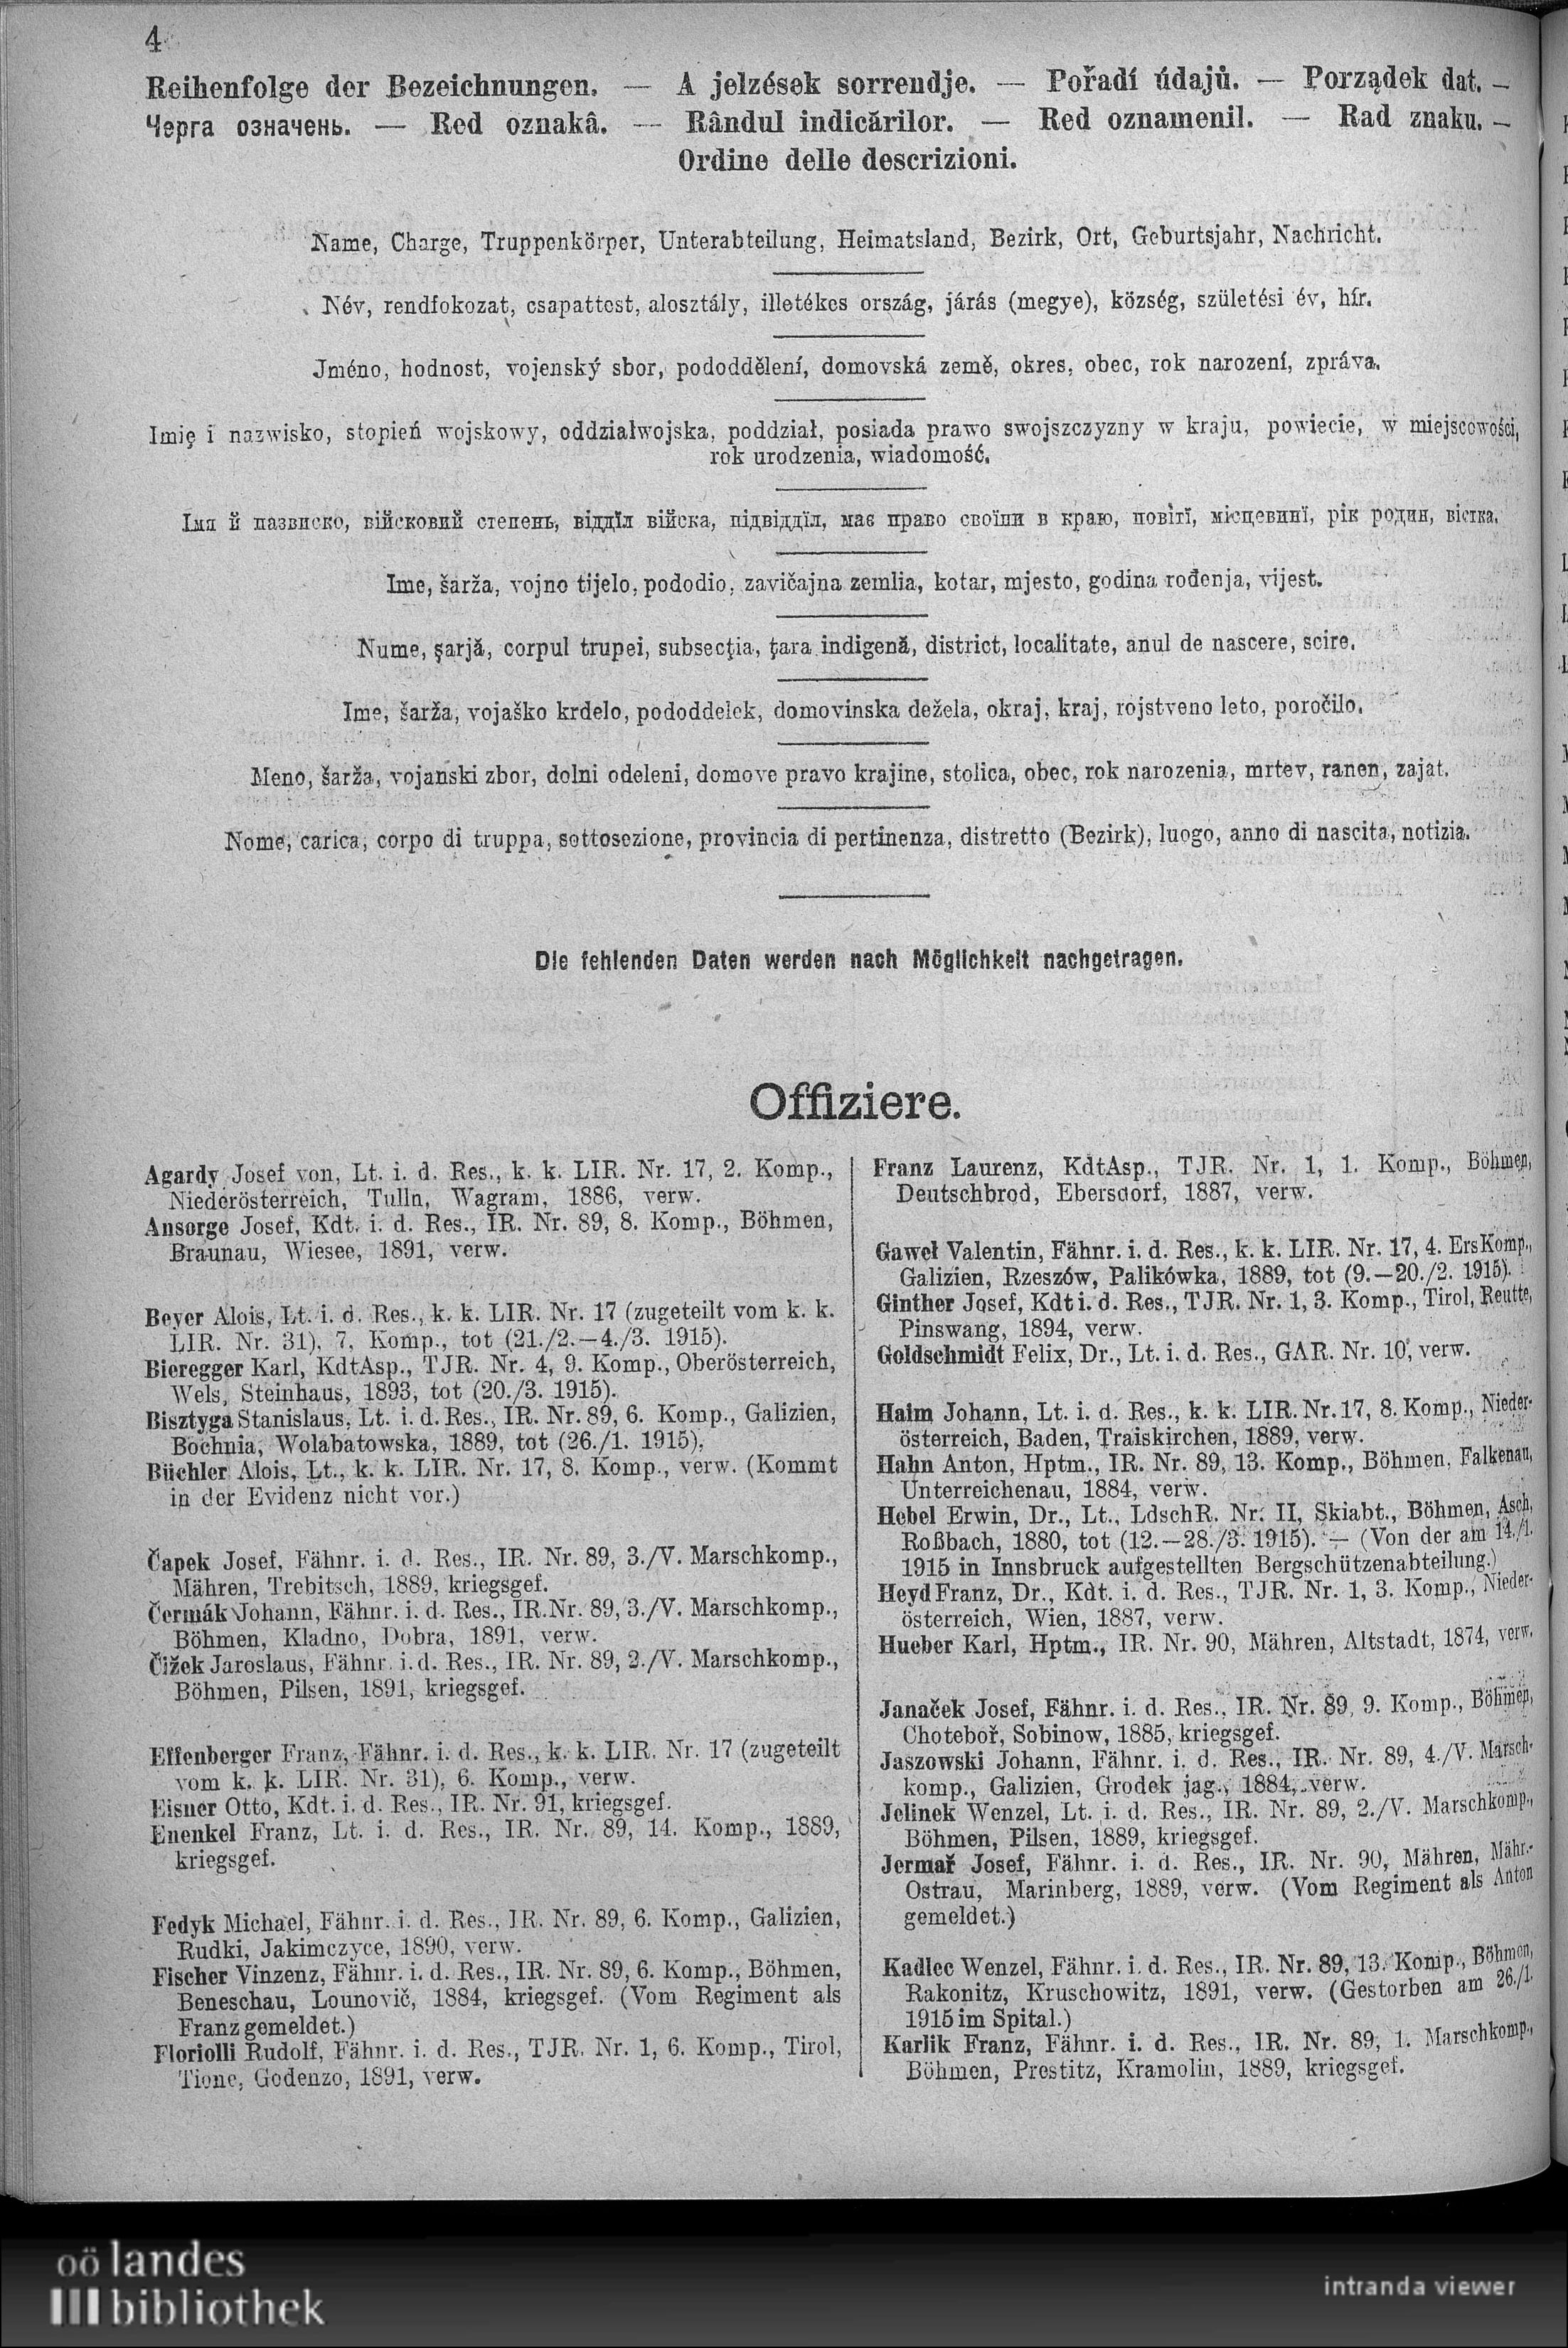 4
Reihenfolge der Bezeichnungen. — A jelzések sorrendje. — Pořadí údajů. — Porządek dat. —
Черга означень. — Red oznakâ. — Rândul indicărilor. — Red oznamenil. — Rad znaku. —
Ordine delle descrizioni.
Name, Charge, Truppenkörper, Unterabteilung, Heimatsland, Bezirk, Ort, Geburtsjahr, Nachricht.
Név, rendfokozat, csapattest, alosztály, illetékes ország, járás (megye), község, születési év, hír.
Jméno, hodnost, vojenský sbor, pododdělení, domovská země, okres, obec, rok narození, zpráva.
Imię i nazwisko, stopień wojskowy, oddziałwojska, poddział, posiada prawo swojszczyzny w kraju, powiecie, w miejscowości,
rok urodzenia, wiadomość.
Імя й назвиско, військовий степень, віддїл війска, підвіддїл, має право своїни в краю, повітї, місцевинї, рік родин, вістка.
Ime, šarža, vojno tijelo, pododio, zavičajna zemlia, kotar, mjesto, godina rođenja, vijest.
Nume, șarjă, corpul trupei, subsecția, țara indigenă, district, localitate, anul de nascere, scire.
Ime, šarža, vojaško krdelo, pododdelek, domovinska dežela, okraj, kraj, rojstveno leto, poročilo.
Meno, šarža, vojanski zbor, dolni odeleni, domove pravo krajine, stolica, obec, rok narozenia, mrtev, ranen, zajat.
Nome, carica, corpo di truppa, sottosezione, provincia di pertinenza, distretto (Bezirk), luogo, anno di nascita, notizia.
Die fehlenden Daten werden nach Möglichkeit nachgetragen.
Offiziere.
Agardy Josef von, Lt. i. d. Res., k. k. LIR. Nr. 17, 2. Komp.,
Niederösterreich, Tulln, Wagram, 1886, verw.
Ansorge Josef, Kdt. i. d. Res., IR. Nr. 89, 8. Komp., Böhmen,
Braunau, Wiesee, 1891, verw.
Beyer Alois, Lt. i. d. Res., k. k. LIR. Nr. 17 (zugeteilt vom k. k.
LIR. Nr. 31), 7. Komp., tot (21./2.—4./3. 1915).
Bieregger Karl, KdtAsp., TJR. Nr. 4, 9. Komp., Oberösterreich,
Wels, Steinhaus, 1893, tot (20./3. 1915).
Bisztyga Stanislaus, Lt. i. d. Res., IR. Nr. 89, 6. Komp., Galizien,
Bochnia, Wolabatowska, 1889, tot (26./1. 1915).
Büchler Alois, Lt., k. k. LIR. Nr. 17, 8. Komp., verw. (Kommt
in der Evidenz nicht vor.)
Čapek Josef, Fähnr. i. d. Res., IR. Nr. 89, 3./V. Marschkomp.,
Mähren, Trebitsch, 1889, kriegsgef.
Čermák Johann, Fähnr. i. d. Res., IR.Nr. 89, 3./V. Marschkomp.,
Böhmen, Kladno, Dobra, 1891, verw.
Čižek Jaroslaus, Fähnr. i. d. Res., IR. Nr. 89, 2./V. Marschkomp.,
Böhmen, Pilsen, 1891, kriegsgef.
Effenberger Franz, Fähnr. i. d. Res., k. k. LIR. Nr. 17 (zugeteilt
vom k. k. LIR. Nr. 31), 6. Komp., verw.
Eisner Otto, Kdt. i. d. Res., IR. Nr. 91, kriegsgef.
Enenkel Franz, Lt. i. d. Res., IR. Nr. 89, 14. Komp., 1889,
kriegsgef.
Fedyk Michael, Fähnr. i. d. Res., IR. Nr. 89, 6. Komp., Galizien,
Rudki, Jakimczyce, 1890, verw.
Fischer Vinzenz, Fähnr. i. d. Res., IR. Nr. 89, 6. Komp., Böhmen,
Beneschau, Lounovič, 1884, kriegsgef. (Vom Regiment als
Franz gemeldet.)
Floriolli Rudolf, Fähnr. i. d. Res., TJR. Nr. 1, 6. Komp., Tirol,
Tione, Godenzo, 1891, verw.
Franz Laurenz, KdtAsp., TJR. Nr. 1, 1. Komp., Böhmen,
Deutschbrod, Ebersdorf, 1887, verw.
Gaweł Valentin, Fähnr. i. d. Res., k. k. LIR. Nr. 17, 4. ErsKomp.,
Galizien, Rzeszów, Palikówka, 1889, tot (9.—20./2. 1915).
Ginther Josef, Kdt i. d. Res., TJR. Nr. 1, 3. Komp., Tirol, Reutte,
Pinswang, 1894, verw.
Goldschmidt Felix, Dr., Lt. i. d. Res., GAR. Nr. 10, verw.
Haim Johann, Lt. i. d. Res., k. k. LIR. Nr. 17, 8. Komp., Nieder-
österreich, Baden, Traiskirchen, 1889, verw.
Hahn Anton, Hptm., IR. Nr. 89, 13. Komp., Böhmen, Falkenau,
Unterreichenau, 1884, verw.
Hebel Erwin, Dr., Lt., LdschR. Nr. II, Skiabt., Böhmen, Asch,
Roßbach, 1880, tot (12.—28./3. 1915). — (Von der am 14./1.
1915 in Innsbruck aufgestellten Bergschützenabteilung.)
Heyd Franz, Dr., Kdt. i. d. Res., TJR. Nr. 1, 3. Komp., Nieder-
österreich, Wien, 1887, verw.
Hueber Karl, Hptm., IR. Nr. 90, Mähren, Altstadt, 1874, verw.
Janaček Josef, Fähnr. i. d. Res., IR. Nr. 89, 9. Komp., Böhmen,
Choteboř, Sobinow, 1885, kriegsgef.
Jaszowski Johann, Fähnr. i. d. Res., IR. Nr. 89, 4./V. Marsch-
komp., Galizien, Grodek jag., 1884, verw.
Jelinek Wenzel, Lt. i. d. Res., IR. Nr. 89, 2./V. Marschkomp.,
Böhmen, Pilsen, 1889, kriegsgef.
Jermař Josef, Fähnr. i. d. Res., IR. Nr. 90, Mähren, Mähr.-
Ostrau, Marinberg, 1889, verw. (Vom Regiment als Anton
gemeldet.)
Kadlec Wenzel, Fähnr. i. d. Res., IR. Nr. 89, 13. Komp., Böhmen,
Rakonitz, Kruschowitz, 1891, verw. (Gestorben am 26./1.
1915 im Spital.)
Karlik Franz, Fähnr. i. d. Res., IR. Nr. 89, 1. Marschkomp.,
Böhmen, Prestitz, Kramolin, 1889, kriegsgef.
oö landes
bibliothek
intranda viewer